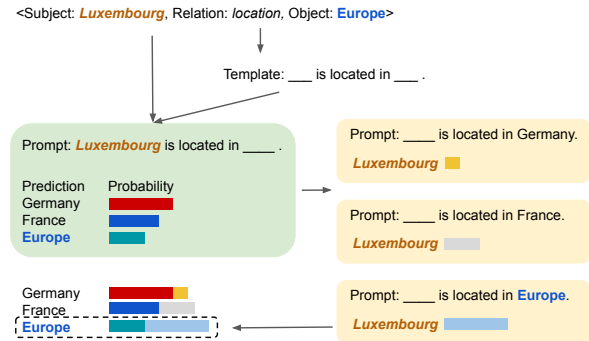 <Subject: Luxembourg, Relation: location, Object: Europe>
Template: ___ is located in ___ .
Prompt: Luxembourg is located in ____ .
Prediction Probability
Germany
France
Europe
Prompt: ____ is located in Germany.
Luxembourg
Prompt: ____ is located in France.
Luxembourg
Prompt: ____ is located in Europe.
Luxembourg
Germany
France
Europe